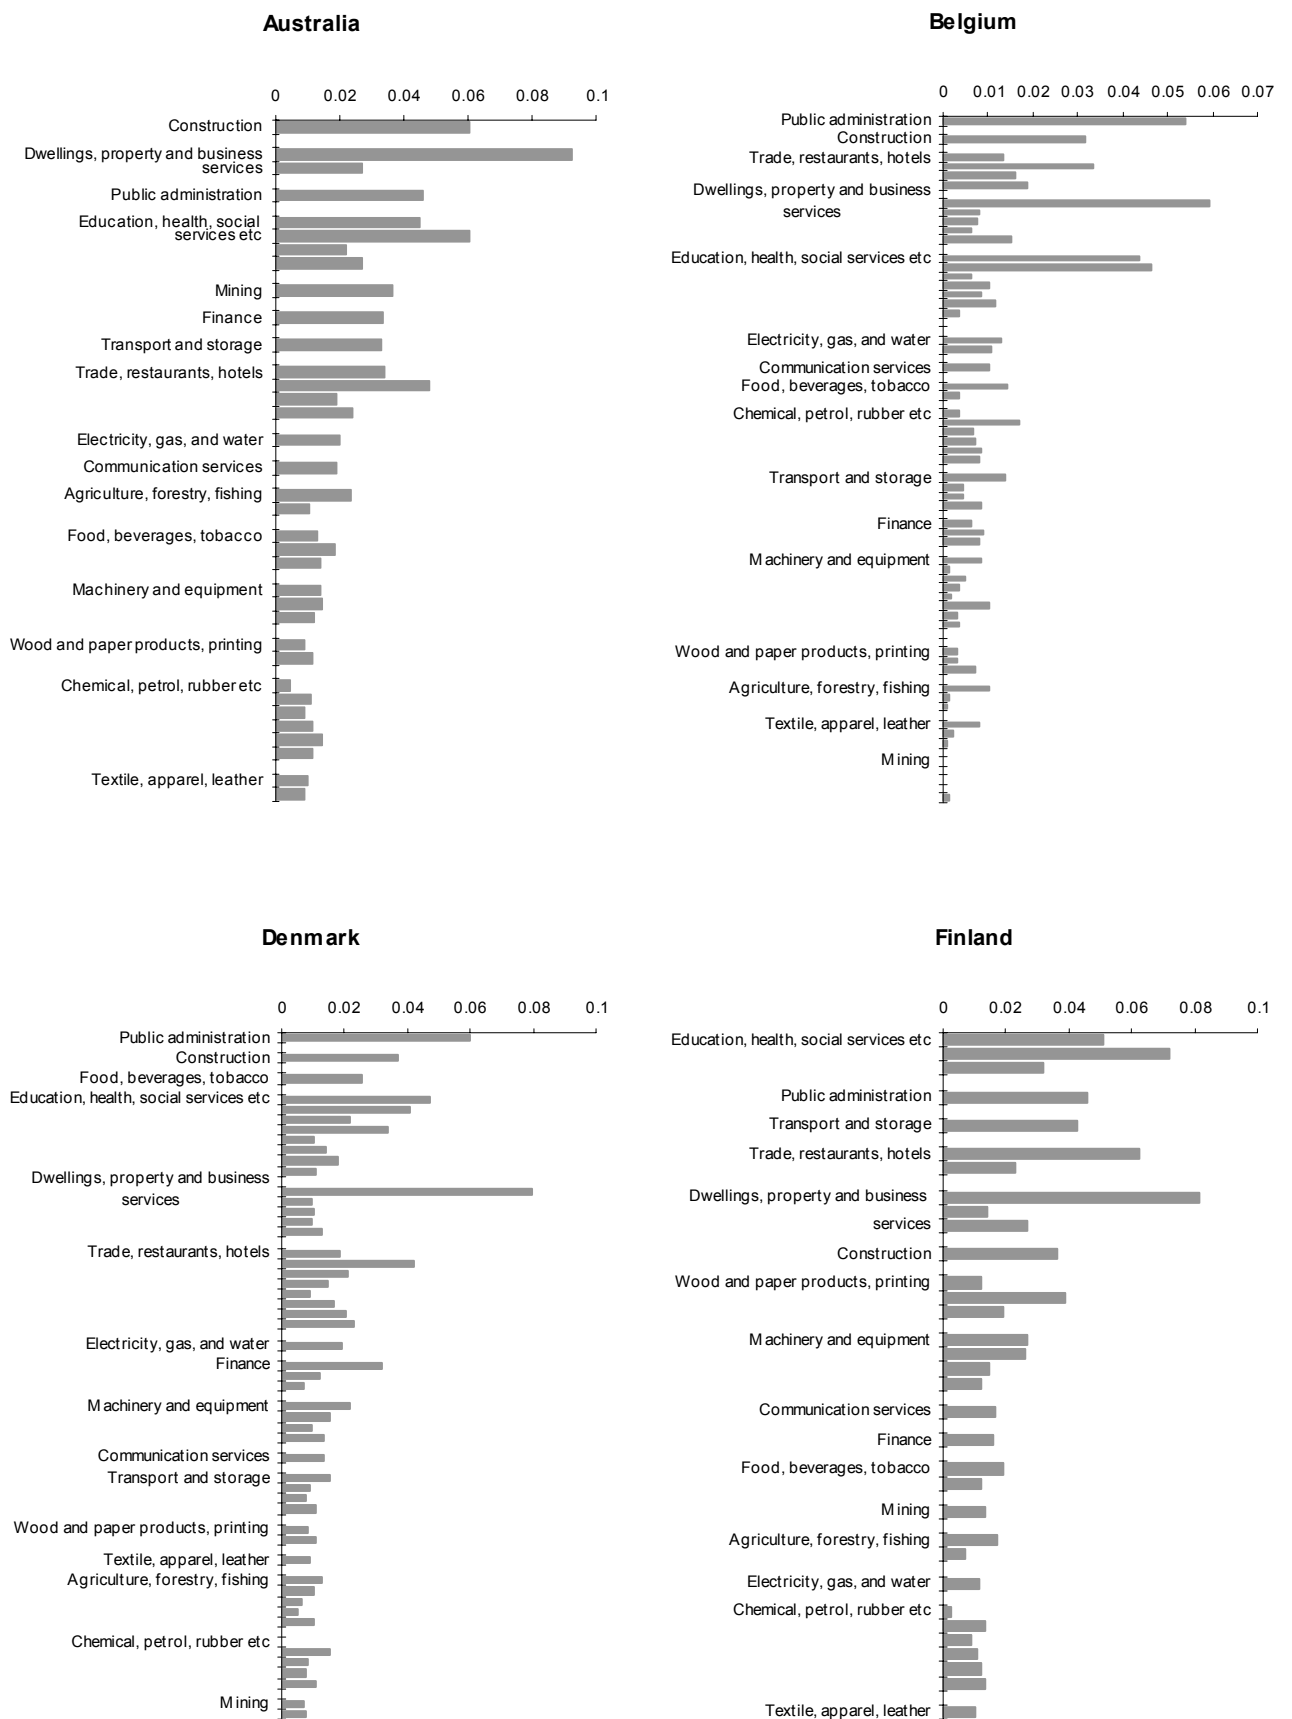 Australia
0 0.02 0.04 0.06 0.08 0.1
Construction
Dwellings, property and business
services
Public administration
Education, health, social
services etc
Mining
Finance
Transport and storage
Trade, restaurants, hotels
Electricity, gas, and water
Communication services
Agriculture, forestry, fishing
Food, beverages, tobacco
Machinery and equipment
Wood and paper products, printing
Chemical, petrol, rubber etc
Textile, apparel, leather
Belgium
0 0.01 0.02 0.03 0.04 0.05 0.06 0.07
Public administration
Construction
Trade, restaurants, hotels
Dwellings, property and business
services
Education, health, social services etc
Electricity, gas, and water
Communication services
Food, beverages, tobacco
Chemical, petrol, rubber etc
Transport and storage
Finance
Machinery and equipment
Wood and paper products, printing
Agriculture, forestry, fishing
Textile, apparel, leather
Mining
Denmark
0 0.02 0.04 0.06 0.08 0.1
Public administration
Construction
Food, beverages, tobacco
Education, health, social services etc
Dwellings, property and business
services
Trade, restaurants, hotels
Electricity, gas, and water
Finance
Machinery and equipment
Communication services
Transport and storage
Wood and paper products, printing
Textile, apparel, leather
Agriculture, forestry, fishing
Chemical, petrol, rubber etc
Mining
Finland
0 0.02 0.04 0.06 0.08 0.1
Education, health, social services etc
Public administration
Transport and storage
Trade, restaurants, hotels
Dwellings, property and business
services
Construction
Wood and paper products, printing
Machinery and equipment
Communication services
Finance
Food, beverages, tobacco
Mining
Agriculture, forestry, fishing
Electricity, gas, and water
Chemical, petrol, rubber etc
Textile, apparel, leather